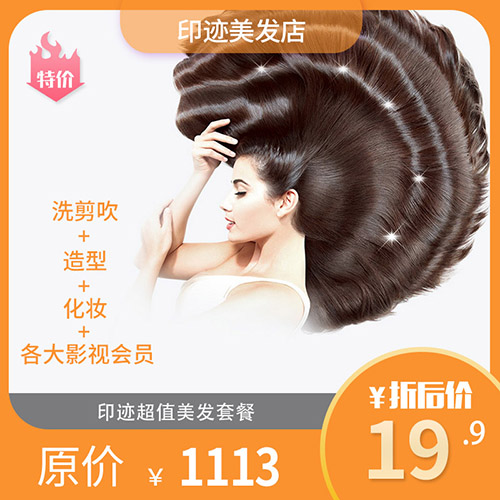 印迹美发店
特价
洗剪吹
+
造型
+
化妆
+
各大影视会员
印迹超值美发套餐
¥折后价
原价 ¥ 1113
19.9